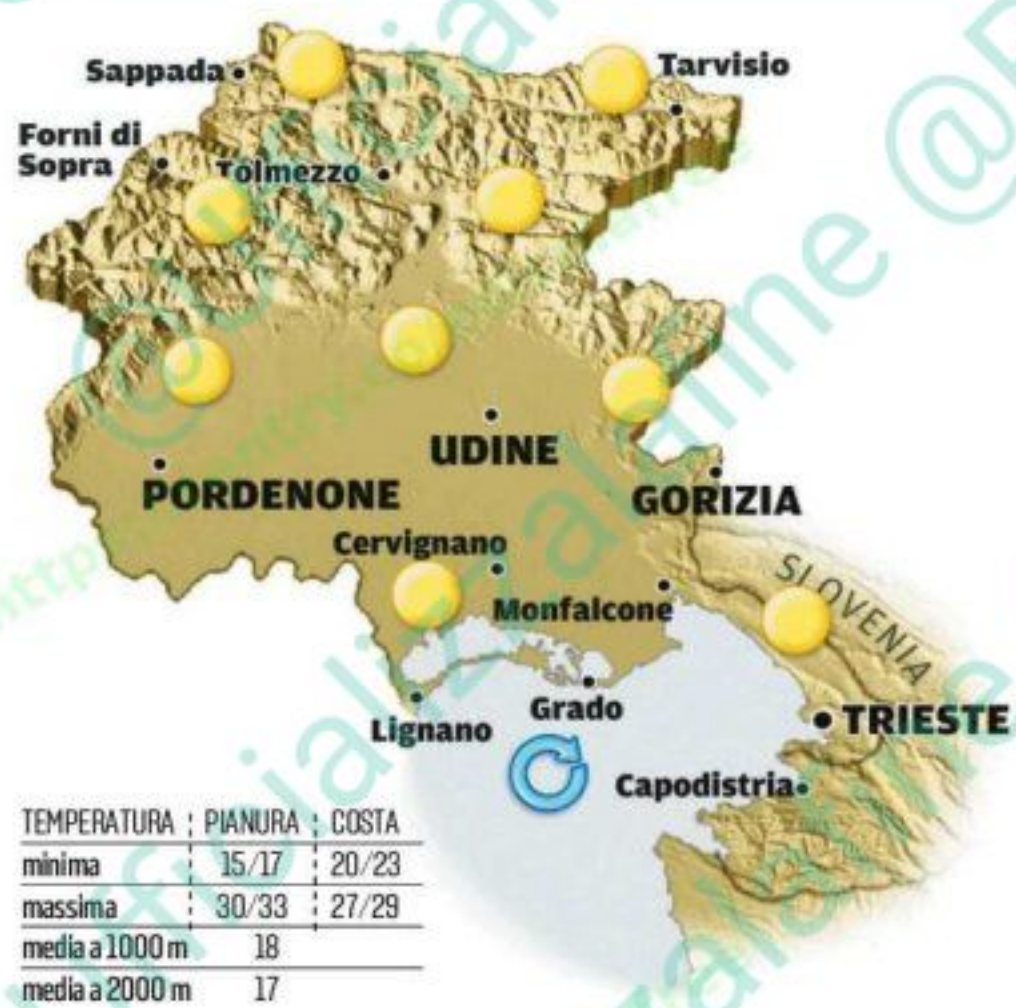 Sappada
Tarvisio
Forni di
Sopra
Tolmezzo
UDINE
PORDENONE
GORIZIA
Cervignano
Monfalcone
SLOVENIA
Grado
Lignano
TRIESTE
Capodistria
TEMPERATURA PIANURA COSTA
minima 15/17 20/23
massima 30/33 27/29
media a 1000 m 18
media a 2000 m 17